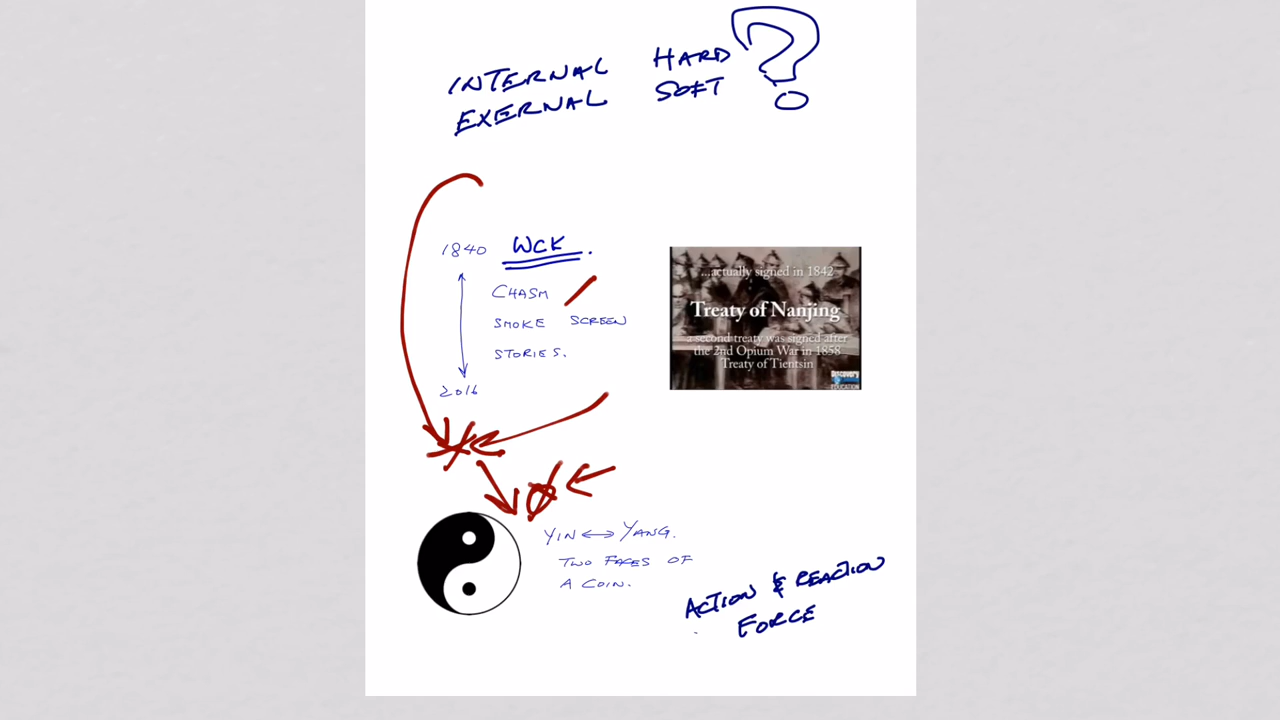 INTERNAL HARD ?
EXERNAL SOFT
1840 WCK.
CHASM
SMOKE SCREEN
STORIES.
2016
...actually signed in 1842
Treaty of Nanjing
a second treaty was signed after
the 2nd Opium War in 1858
Treaty of Tientsin
Discovery
EDUCATION
YIN ↔ YANG.
TWO FACES OF
A COIN.
ACTION & REACTION
FORCE